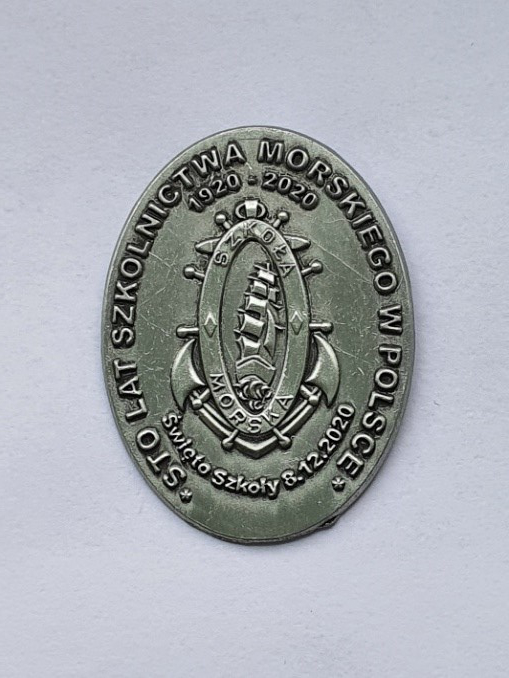 * STO LAT SZKOLNICTWA MORSKIEGO W POLSCE *
1920 - 2020
SZKOŁA
MORSKA
Święto Szkoły 8.12.2020